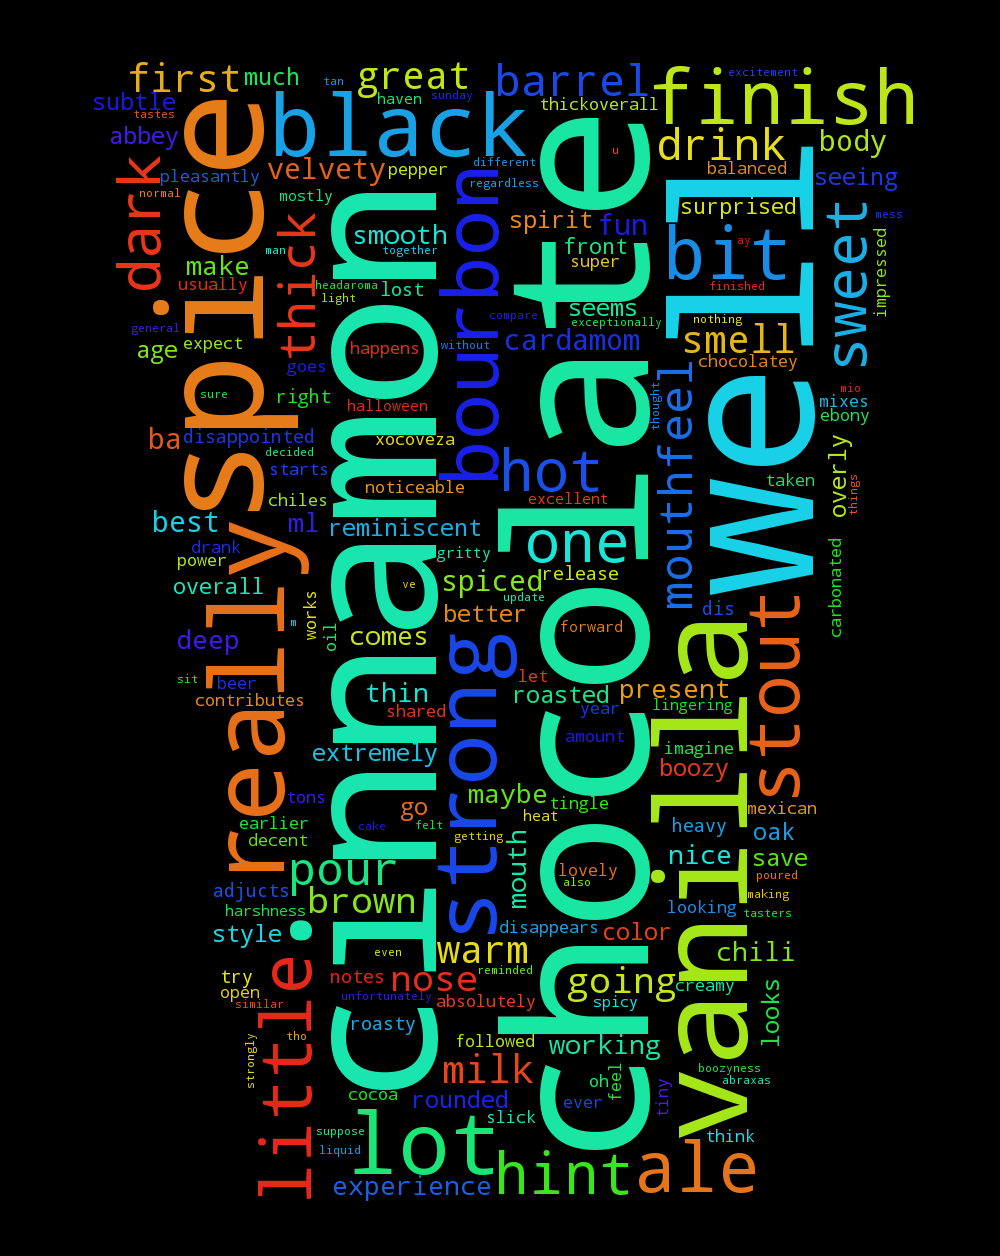 excitement
first
much
tan
great
haven
sunday
barrel
finish
subtle
tastes
thickoverall
black
abbey
drink
body
different
u
velvety
pepper
balanced
pleasantly
regardless
seeing
normal
mostly
surprised
dark
spirit
fun
mess
smooth
front
ay
bit
sweet
impressed
make
man
together
super
thick
usually
headaroma
light
lost
finished
seems
exceptionally
compare
nothing
general
bourbon
cardamom
smell
age
expect
happens
without
chocolatey
goes
spice
cinnamon
chocolate
well
sure
right
halloween
thought
mio
mixes
ebony
ba
disappointed
xocoveza
decided
starts
hot
mouthfeel
overly
things
noticeable
taken
chiles
excellent
best
ml
reminiscent
one
drank
gritty
power
carbonated
overall
ve
spiced
release
update
works
better
dis
stout
m
oil
forward
comes
deep
really
sit
beer
thin
let
present
contributes
shared
roasted
lingering
year
strong
vanilla
extremely
amount
imagine
boozy
tons
cake
maybe
tingle
mexican
go
felt
heat
earlier
decent
getting
heavy
oak
mouth
nice
save
pour
lovely
also
poured
adjucts
brown
making
harshness
looking
tasters
style
disappears
color
even
warm
chili
try
notes
nose
reminded
going
creamy
looks
open
similar
unfortunately
absolutely
spicy
roasty
tho
little
strongly
followed
working
milk
boozyness
abraxas
oh
feel
cocoa
rounded
ever
tiny
slick
lot
suppose
liquid
think
experience
hint
ale